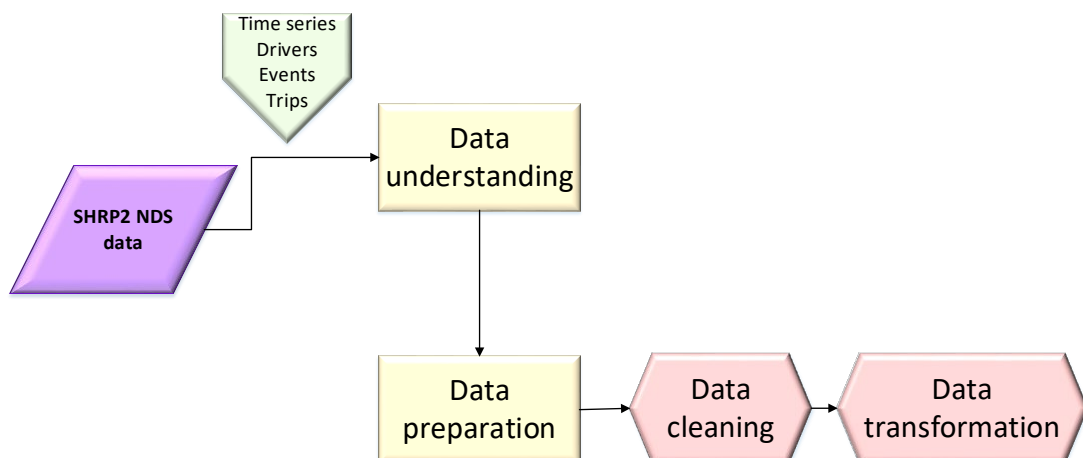 Time series
Drivers
Events
Trips
Data
understanding
SHRP2 NDS
data
Data
preparation
Data
cleaning
Data
transformation